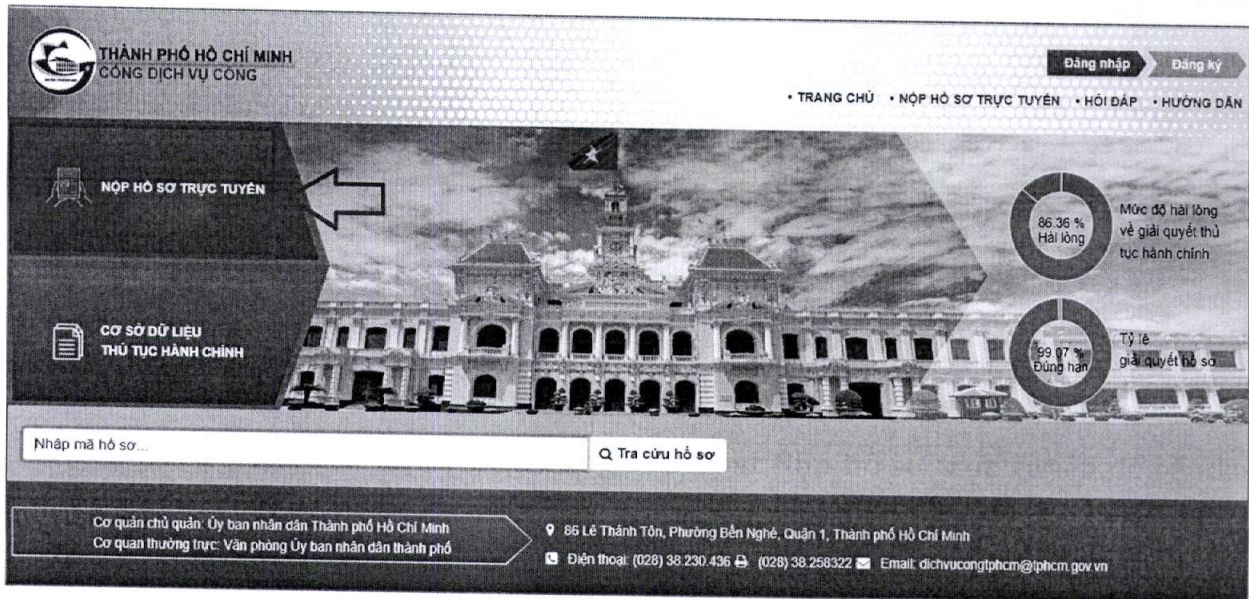 THÀNH PHỐ HỒ CHÍ MINH
CỔNG DỊCH VỤ CÔNG
Đăng nhập
Đăng ký
• TRANG CHỦ • NỘP HỒ SƠ TRỰC TUYẾN • HỎI ĐÁP • HƯỚNG DẪN
NỘP HỒ SƠ TRỰC TUYẾN
86.36 %
Hài lòng
Mức độ hài lòng
về giải quyết thủ
tục hành chính
CƠ SỞ DỮ LIỆU
THỦ TỤC HÀNH CHÍNH
99.07 %
Đúng hạn
Tỷ lệ
giải quyết hồ sơ
Nhập mã hồ sơ...
Tra cứu hồ sơ
Cơ quản chủ quản: Ủy ban nhân dân Thành phố Hồ Chí Minh
Cơ quan thường trực: Văn phòng Ủy ban nhân dân thành phố
86 Lê Thánh Tôn, Phường Bến Nghé, Quận 1, Thành phố Hồ Chí Minh
Điện thoại: (028) 38.230.436 (028) 38.258322 Email: dichvucongtphcm@tphcm.gov.vn